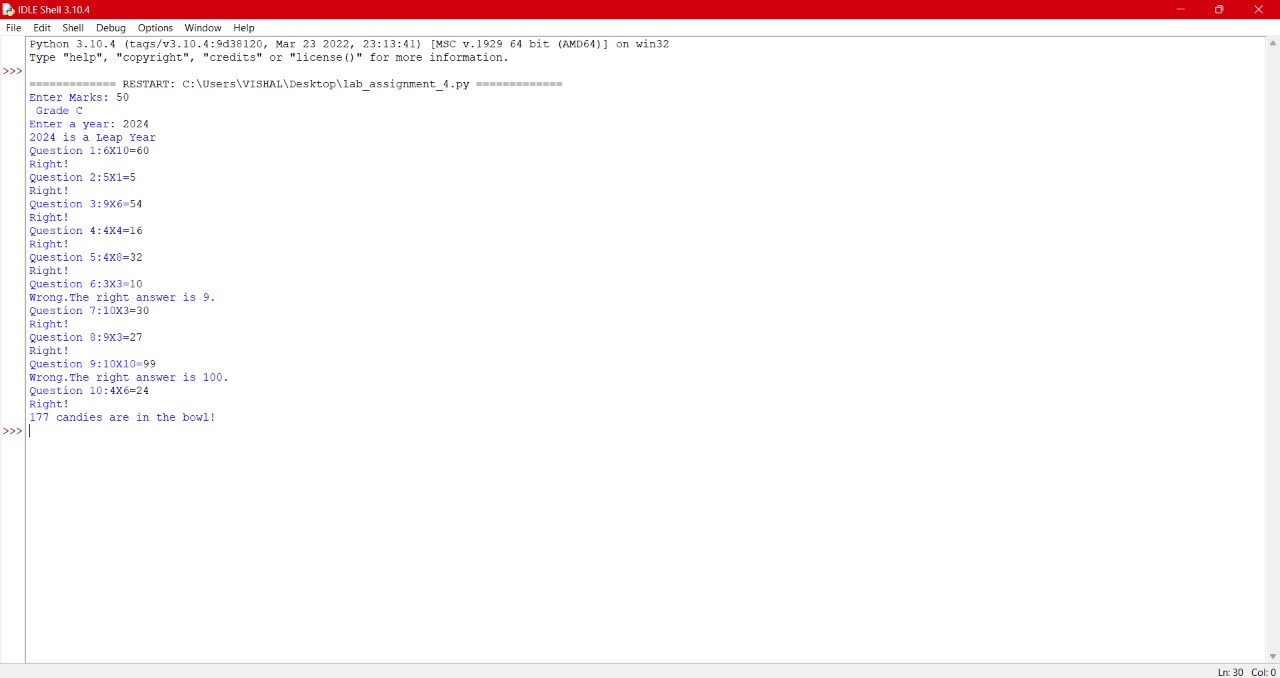 IDLE Shell 3.10.4
File Edit Shell Debug Options Window Help
Python 3.10.4 (tags/v3.10.4:9d38120, Mar 23 2022, 23:13:41) [MSC v.1929 64 bit (AMD64)] on win32
Type "help", "copyright", "credits" or "license()" for more information.
>>>
============= RESTART: C:\Users\VISHAL\Desktop\lab_assignment_4.py =============
Enter Marks: 50
 Grade C
Enter a year: 2024
2024 is a Leap Year
Question 1:6X10=60
Right!
Question 2:5X1=5
Right!
Question 3:9X6=54
Right!
Question 4:4X4=16
Right!
Question 5:4X8=32
Right!
Question 6:3X3=10
Wrong.The right answer is 9.
Question 7:10X3=30
Right!
Question 8:9X3=27
Right!
Question 9:10X10=99
Wrong.The right answer is 100.
Question 10:4X6=24
Right!
177 candies are in the bowl!
>>>
Ln: 30 Col: 0